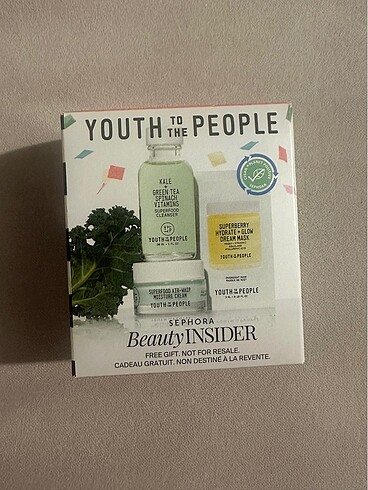 YOUTH TO THE PEOPLE
KALE
+
GREEN TEA
SPINACH
VITAMINS
SUPERFOOD
CLEANSER
YOUTH TO THE PEOPLE
SUPERBERRY
HYDRATE + GLOW
DREAM MASK
YOUTH TO THE PEOPLE
SUPERFOOD AIR-WHIP
MOISTURE CREAM
YOUTH TO THE PEOPLE
YOUTH TO THE PEOPLE
SEPHORA
Beauty INSIDER
FREE GIFT. NOT FOR RESALE.
CADEAU GRATUIT. NON DESTINÉ À LA REVENTE.